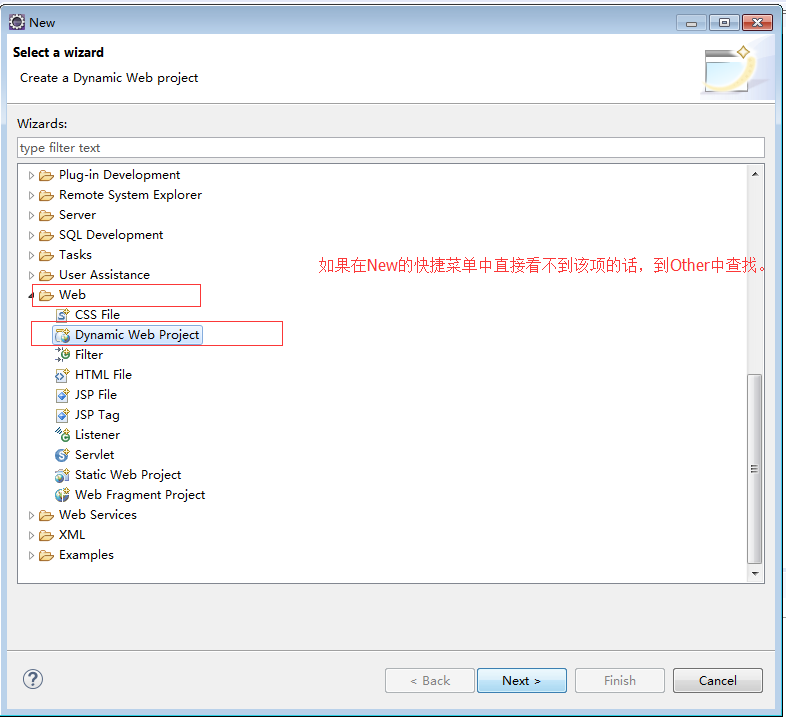 New
Select a wizard
Create a Dynamic Web project
Wizards:
type filter text
Plug-in Development
Remote System Explorer
Server
SQL Development
Tasks
如果在New的快捷菜单中直接看不到该项的话，到Other中查找。
User Assistance
Web
CSS File
Dynamic Web Project
Filter
HTML File
JSP File
JSP Tag
Listener
Servlet
Static Web Project
Web Fragment Project
Web Services
XML
Examples
< Back Next > Finish Cancel